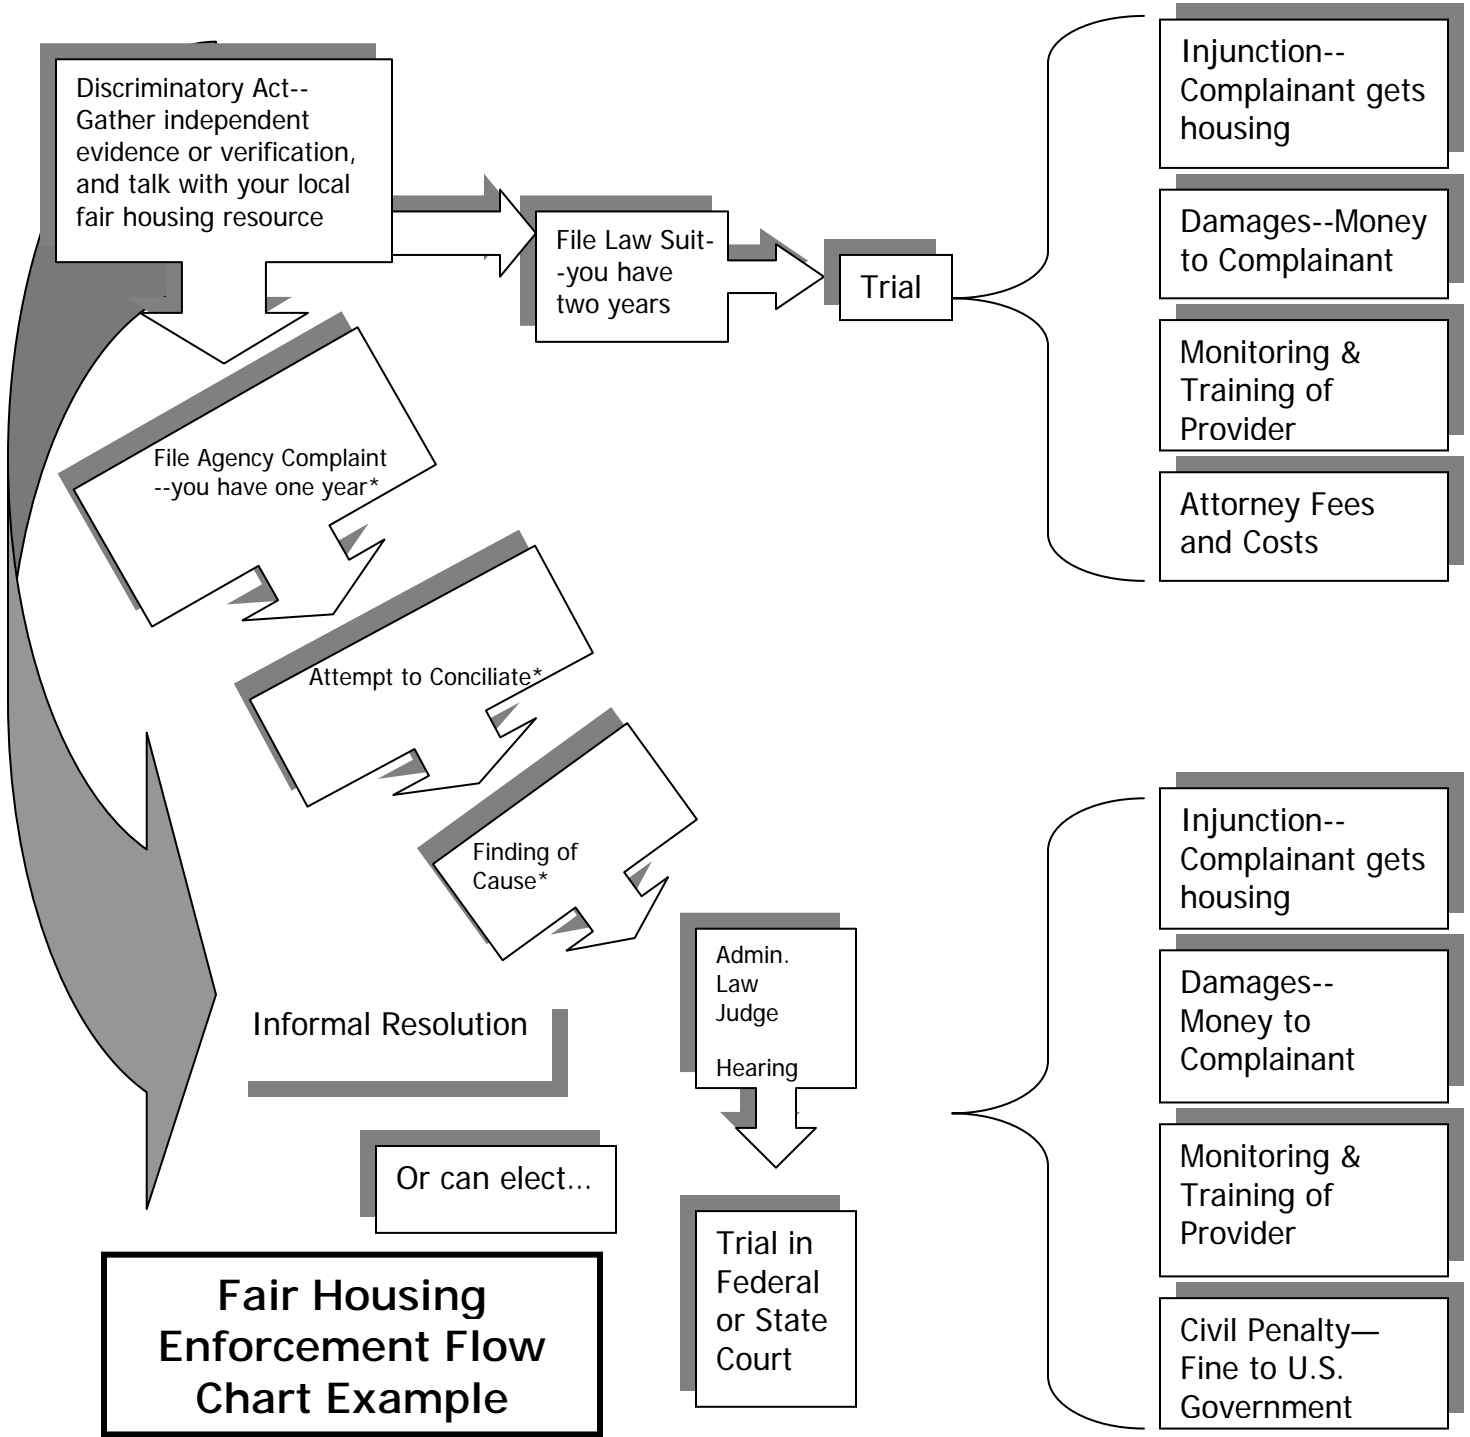 Discriminatory Act--
Gather independent
evidence or verification,
and talk with your local
fair housing resource
File Law Suit-
-you have
two years
Trial
Injunction--
Complainant gets
housing
Damages--Money
to Complainant
Monitoring &
Training of
Provider
Attorney Fees
and Costs
File Agency Complaint
--you have one year*
Attempt to Conciliate*
Finding of
Cause*
Admin.
Law
Judge
Hearing
Informal Resolution
Or can elect...
Trial in
Federal
or State
Court
Injunction--
Complainant gets
housing
Damages--
Money to
Complainant
Monitoring &
Training of
Provider
Civil Penalty—
Fine to U.S.
Government
Fair Housing
Enforcement Flow
Chart Example